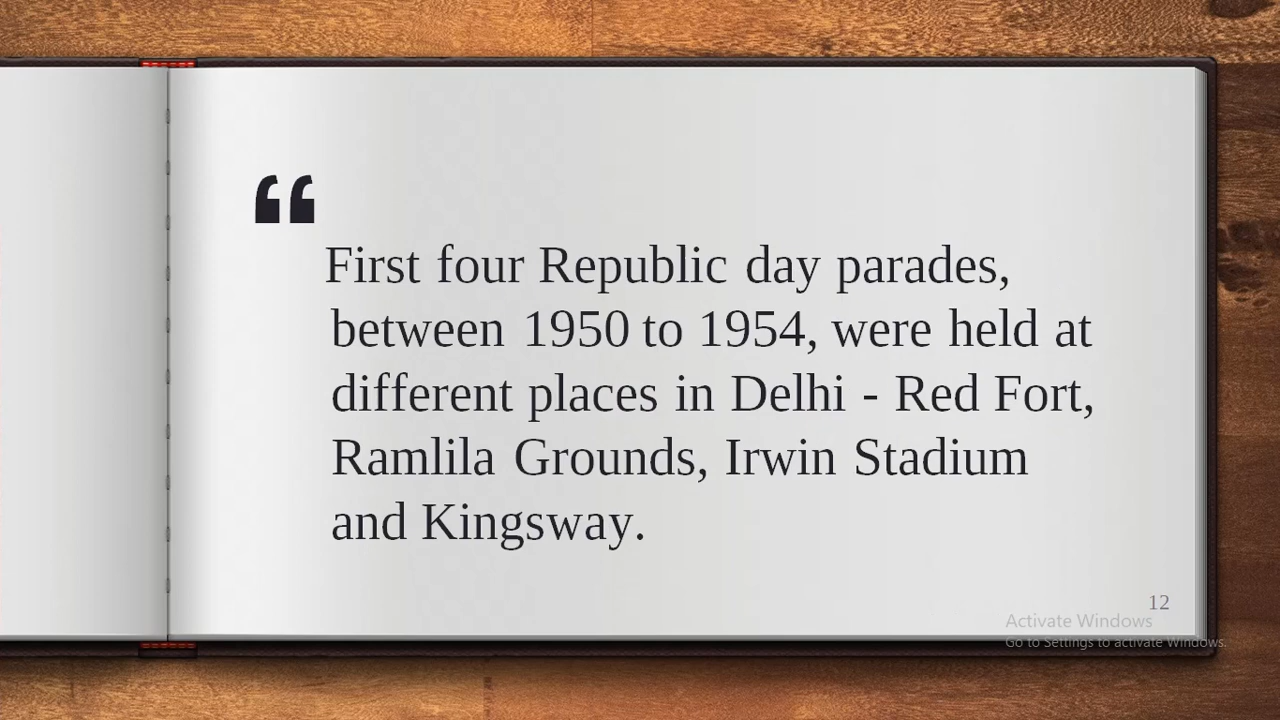 “
First four Republic day parades,
between 1950 to 1954, were held at
different places in Delhi - Red Fort,
Ramlila Grounds, Irwin Stadium
and Kingsway.
12
Activate Windows
Go to Settings to activate Windows.